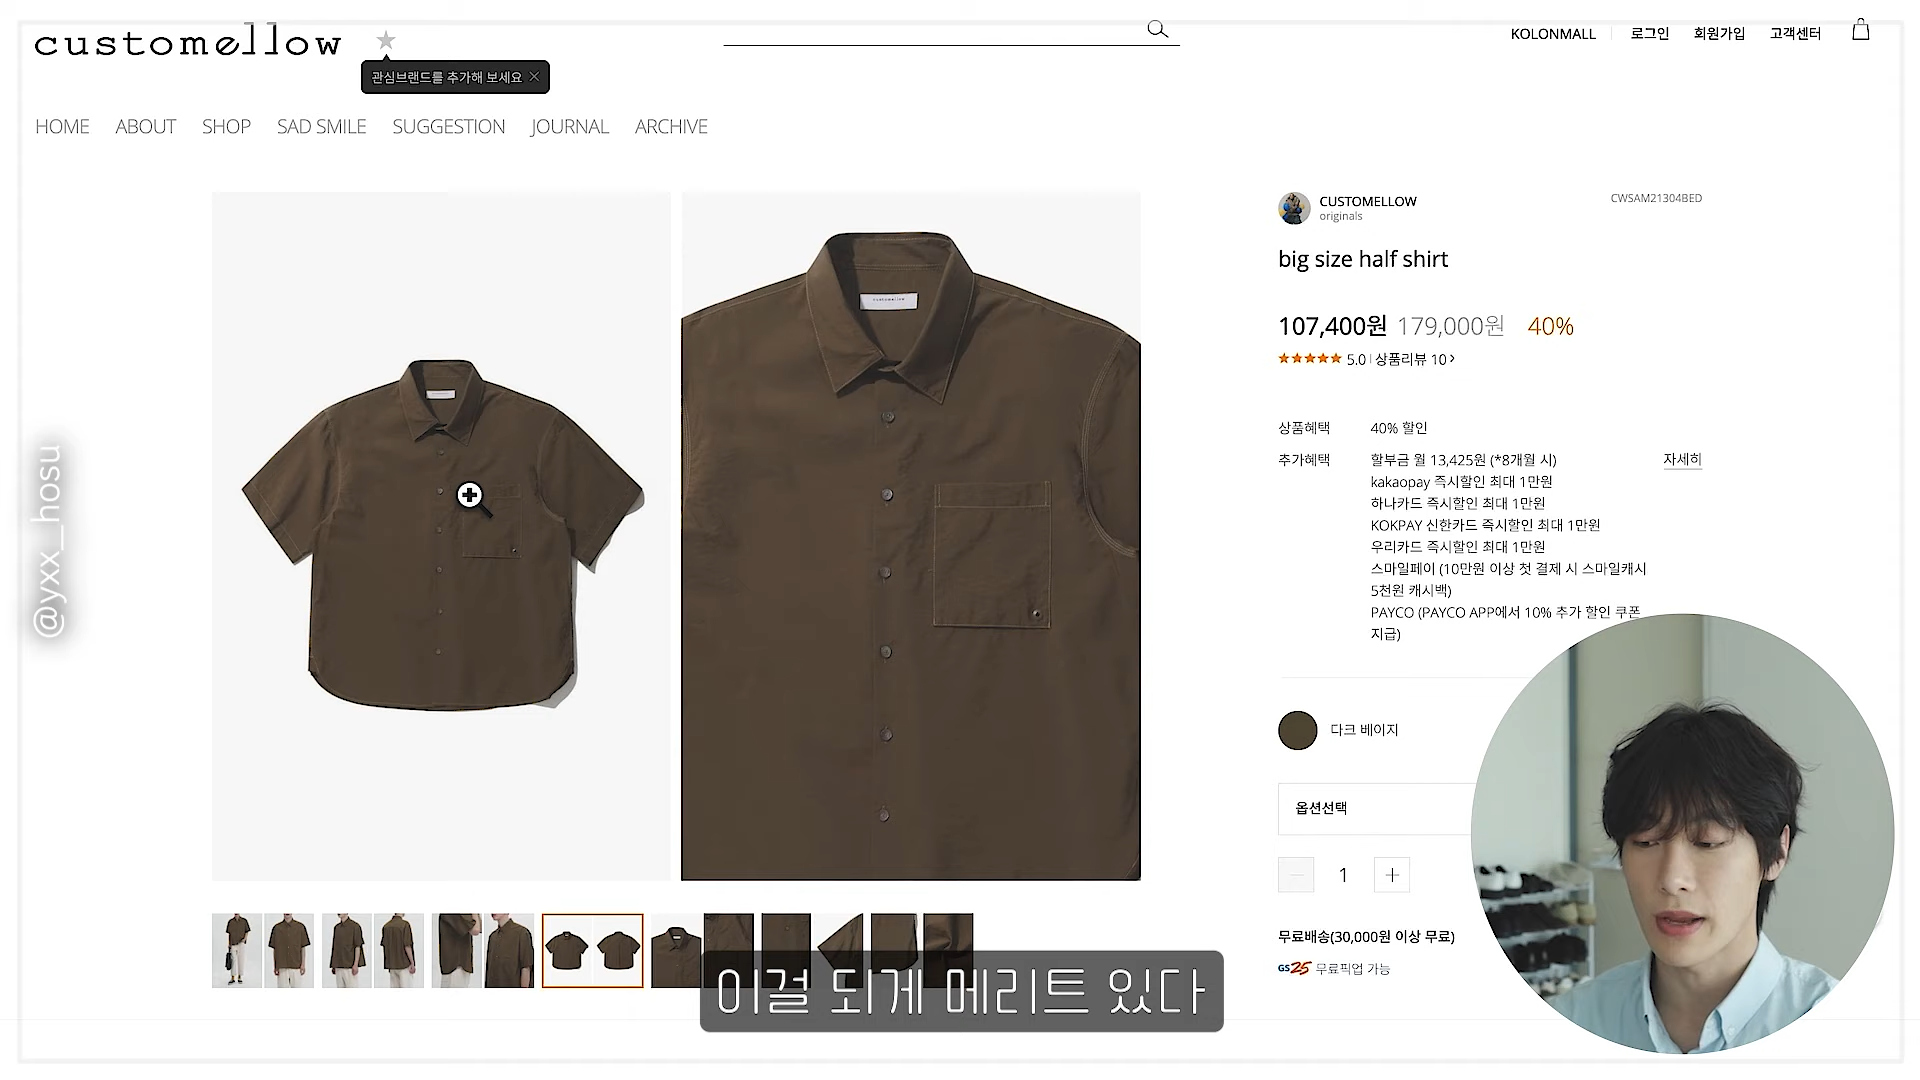 customellow
관심브랜드를 추가해 보세요
KOLONMALL 로그인 회원가입 고객센터
HOME ABOUT SHOP SAD SMILE SUGGESTION JOURNAL ARCHIVE
@yxx__hosu
customellow
CUSTOMELLOW
originals
CWSAM21304BED
big size half shirt
107,400원 179,000원 40%
★★★★★ 5.0 | 상품리뷰 10 >
상품혜택 40% 할인
추가혜택 할부금 월 13,425원 (*8개월 시) 자세히
kakaopay 즉시할인 최대 1만원
하나카드 즉시할인 최대 1만원
KOKPAY 신한카드 즉시할인 최대 1만원
우리카드 즉시할인 최대 1만원
스마일페이 (10만원 이상 첫 결제 시 스마일캐시
5천원 캐시백)
PAYCO (PAYCO APP에서 10% 추가 할인 쿠폰
지급)
다크 베이지
옵션선택
1
무료배송(30,000원 이상 무료)
GS25 무료픽업 가능
이걸 되게 메리트 있다